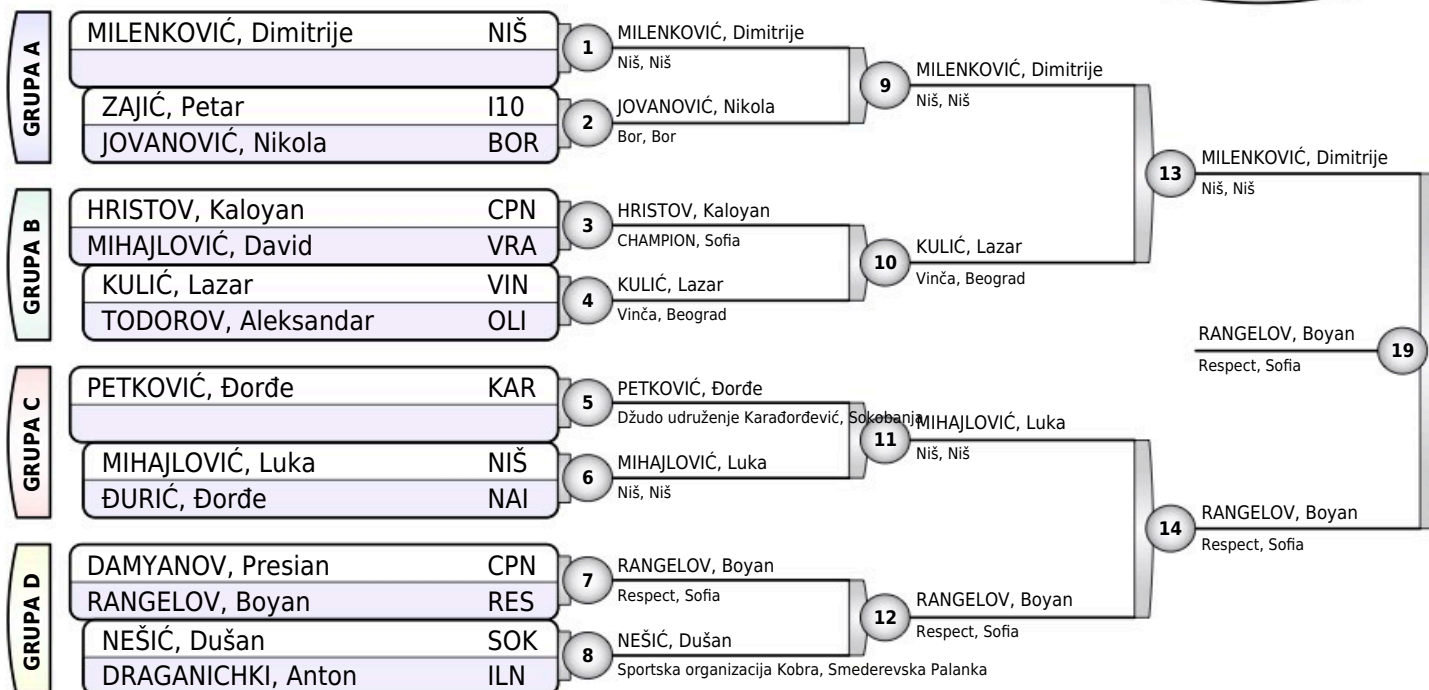 GRUPA A
MILENKOVIĆ, Dimitrije NIŠ
ZAJIĆ, Petar I10
JOVANOVIĆ, Nikola BOR
GRUPA B
HRISTOV, Kaloyan CPN
MIHAJLOVIĆ, David VRA
KULIĆ, Lazar VIN
TODOROV, Aleksandar OLI
GRUPA C
PETKOVIĆ, Đorđe KAR
MIHAJLOVIĆ, Luka NIŠ
ĐURIĆ, Đorđe NAI
GRUPA D
DAMYANOV, Presian CPN
RANGELOV, Boyan RES
NEŠIĆ, Dušan SOK
DRAGANICHKI, Anton ILN
1
MILENKOVIĆ, Dimitrije
Niš, Niš
2
JOVANOVIĆ, Nikola
Bor, Bor
3
HRISTOV, Kaloyan
CHAMPION, Sofia
4
KULIĆ, Lazar
Vinča, Beograd
5
PETKOVIĆ, Đorđe
Džudo udruženje Karađorđević, Sokobanja
6
MIHAJLOVIĆ, Luka
Niš, Niš
7
RANGELOV, Boyan
Respect, Sofia
8
NEŠIĆ, Dušan
Sportska organizacija Kobra, Smederevska Palanka
9
MILENKOVIĆ, Dimitrije
Niš, Niš
10
KULIĆ, Lazar
Vinča, Beograd
11
MIHAJLOVIĆ, Luka
Niš, Niš
12
RANGELOV, Boyan
Respect, Sofia
13
MILENKOVIĆ, Dimitrije
Niš, Niš
14
RANGELOV, Boyan
Respect, Sofia
RANGELOV, Boyan
Respect, Sofia
19